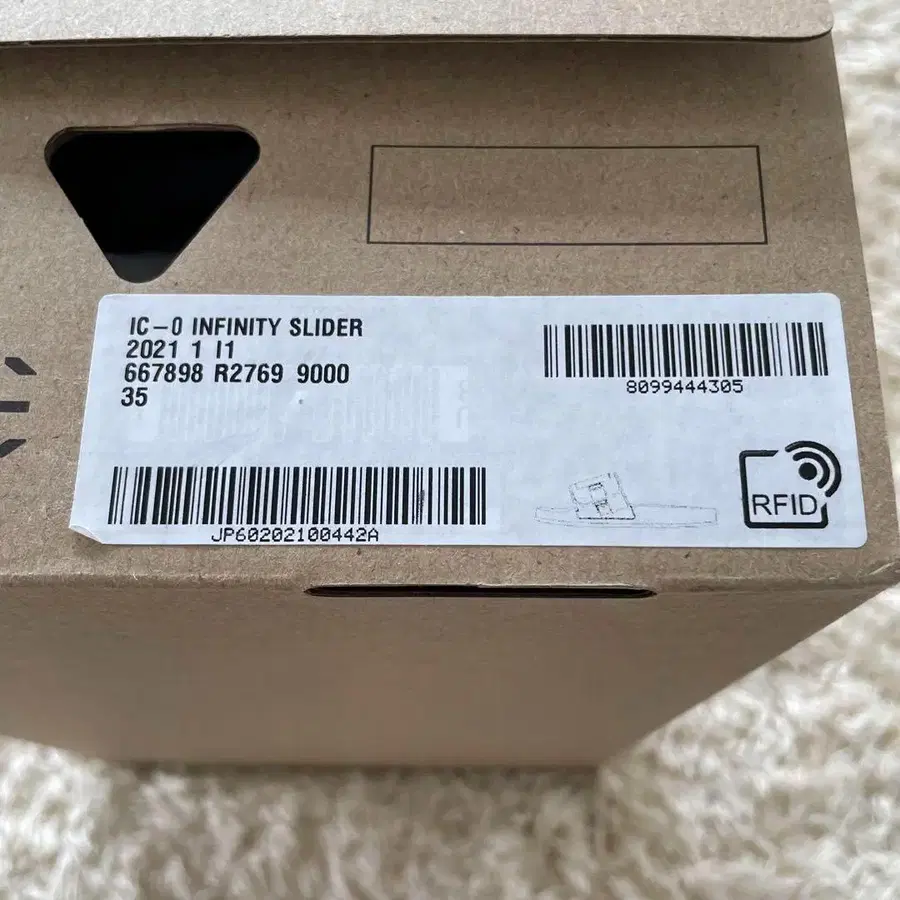 IC-0 INFINITY SLIDER
2021 1 I1
667898 R2769 9000
35
8099444305
RFID
JP60202100442A